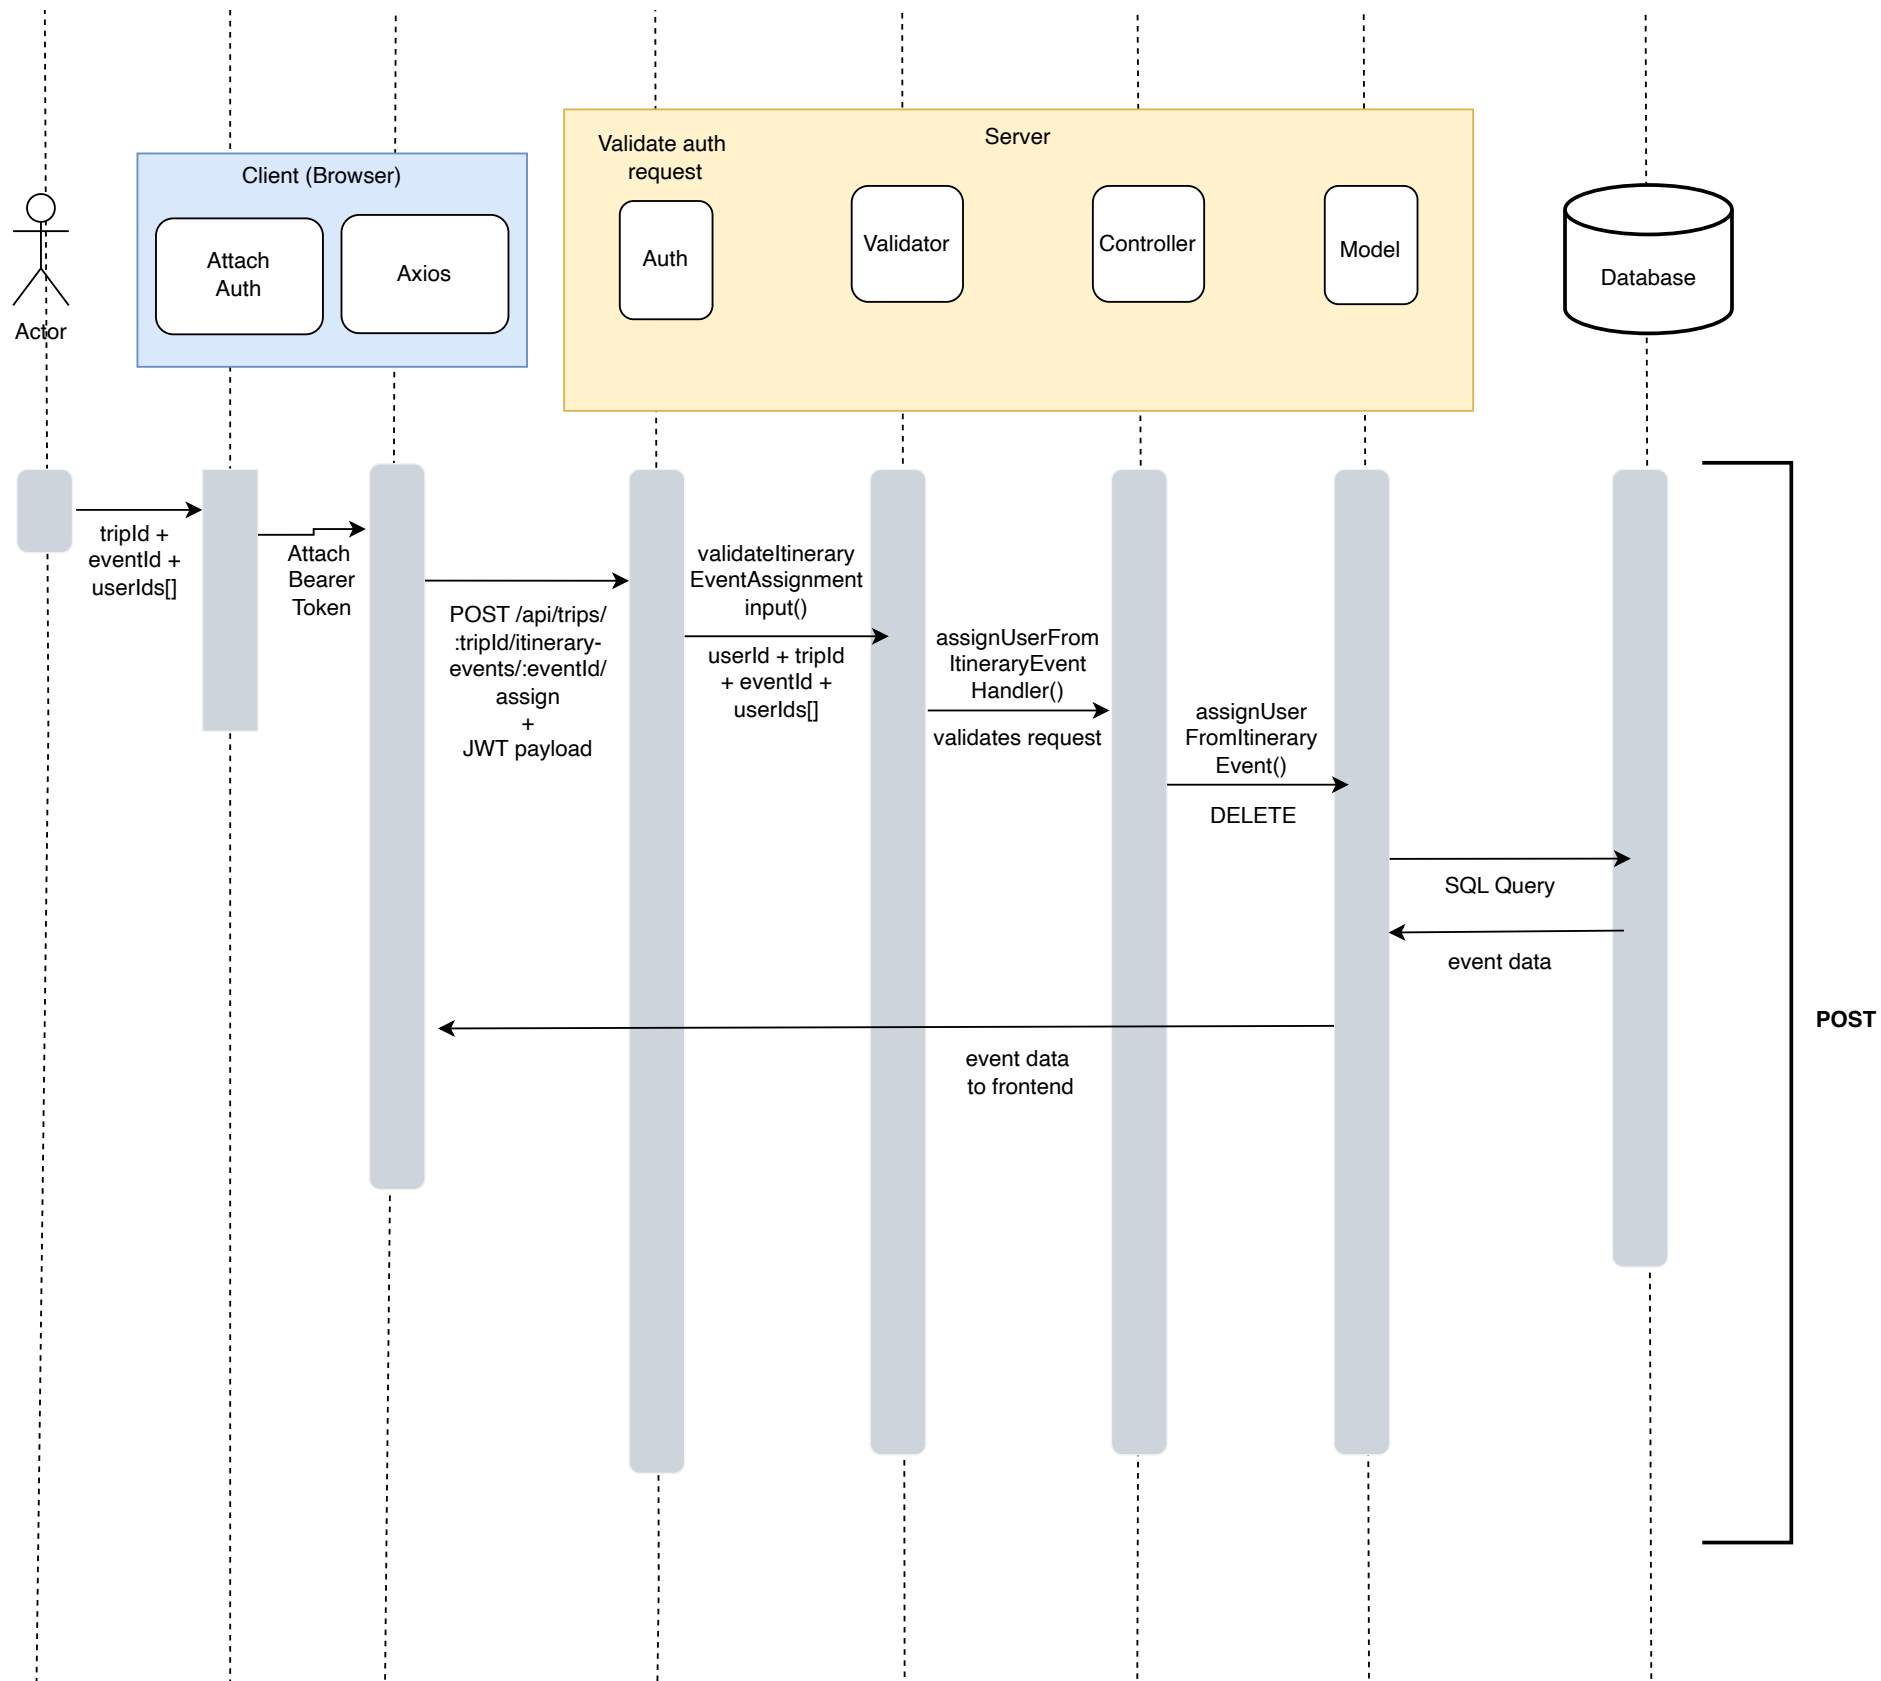 Client (Browser)
Attach
Auth
Axios
Actor
Server
Validate auth
request
Auth
Validator
Controller
Model
Database
tripId +
eventId +
userIds[]
Attach
Bearer
Token
POST /api/trips/
:tripId/itinerary-
events/:eventId/
assign
+
JWT payload
validateItinerary
EventAssignment
input()
userId + tripId
+ eventId +
userIds[]
assignUserFrom
ItineraryEvent
Handler()
validates request
assignUser
FromItinerary
Event()
DELETE
SQL Query
event data
event data
to frontend
POST